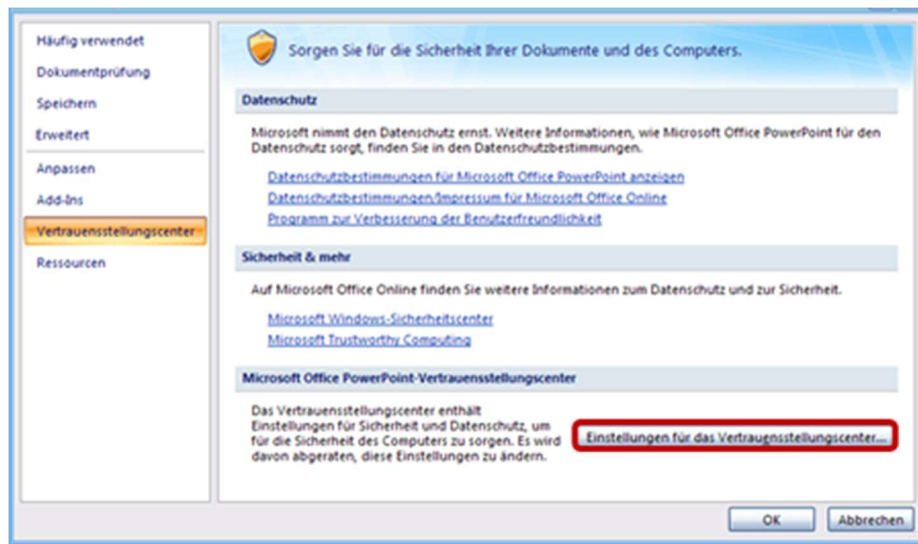 Häufig verwendet
Dokumentprüfung
Speichern
Erweitert
Anpassen
Add-Ins
Vertrauensstellungscenter
Ressourcen
Sorgen Sie für die Sicherheit Ihrer Dokumente und des Computers.
Datenschutz
Microsoft nimmt den Datenschutz ernst. Weitere Informationen, wie Microsoft Office PowerPoint für den
Datenschutz sorgt, finden Sie in den Datenschutzbestimmungen.
Datenschutzbestimmungen für Microsoft Office PowerPoint anzeigen
Datenschutzbestimmungen/Impressum für Microsoft Office Online
Programm zur Verbesserung der Benutzerfreundlichkeit
Sicherheit & mehr
Auf Microsoft Office Online finden Sie weitere Informationen zum Datenschutz und zur Sicherheit.
Microsoft Windows-Sicherheitscenter
Microsoft Trustworthy Computing
Microsoft Office PowerPoint-Vertrauensstellungscenter
Das Vertrauensstellungscenter enthält
Einstellungen für Sicherheit und Datenschutz, um
für die Sicherheit des Computers zu sorgen. Es wird
davon abgeraten, diese Einstellungen zu ändern.
Einstellungen für das Vertrauensstellungscenter...
OK
Abbrechen